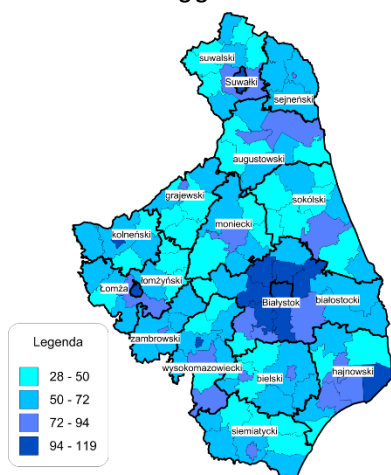 suwalski
Suwałki
sejneński
augustowski
grajewski
sokólski
kolneński
moniecki
Łomża
łomżyński
Białystok
białostocki
zambrowski
wysokomazowiecki
bielski
hajnowski
siemiatycki
Legenda
28 - 50
50 - 72
72 - 94
94 - 119